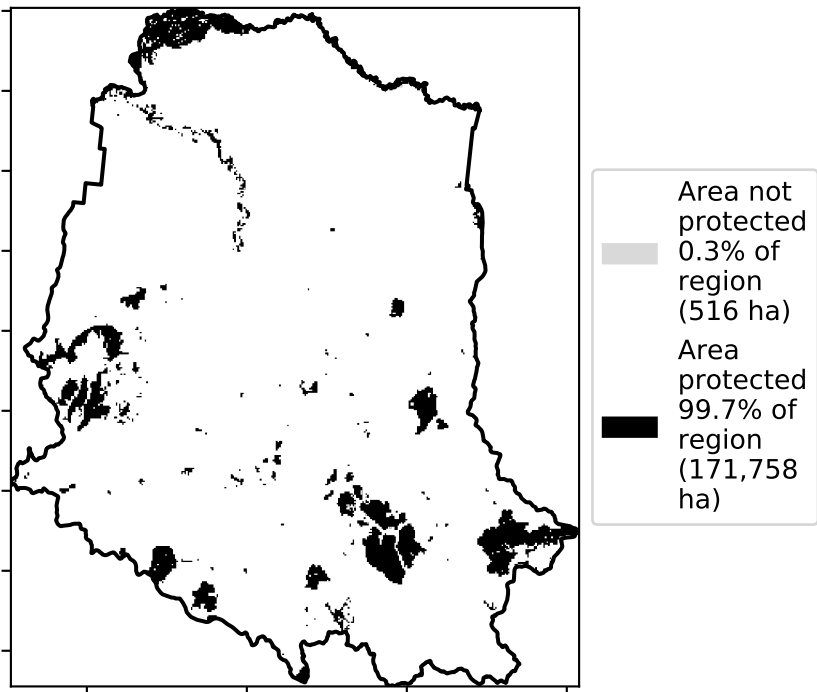 Area not
protected
0.3% of
region
(516 ha)
Area
protected
99.7% of
region
(171,758
ha)